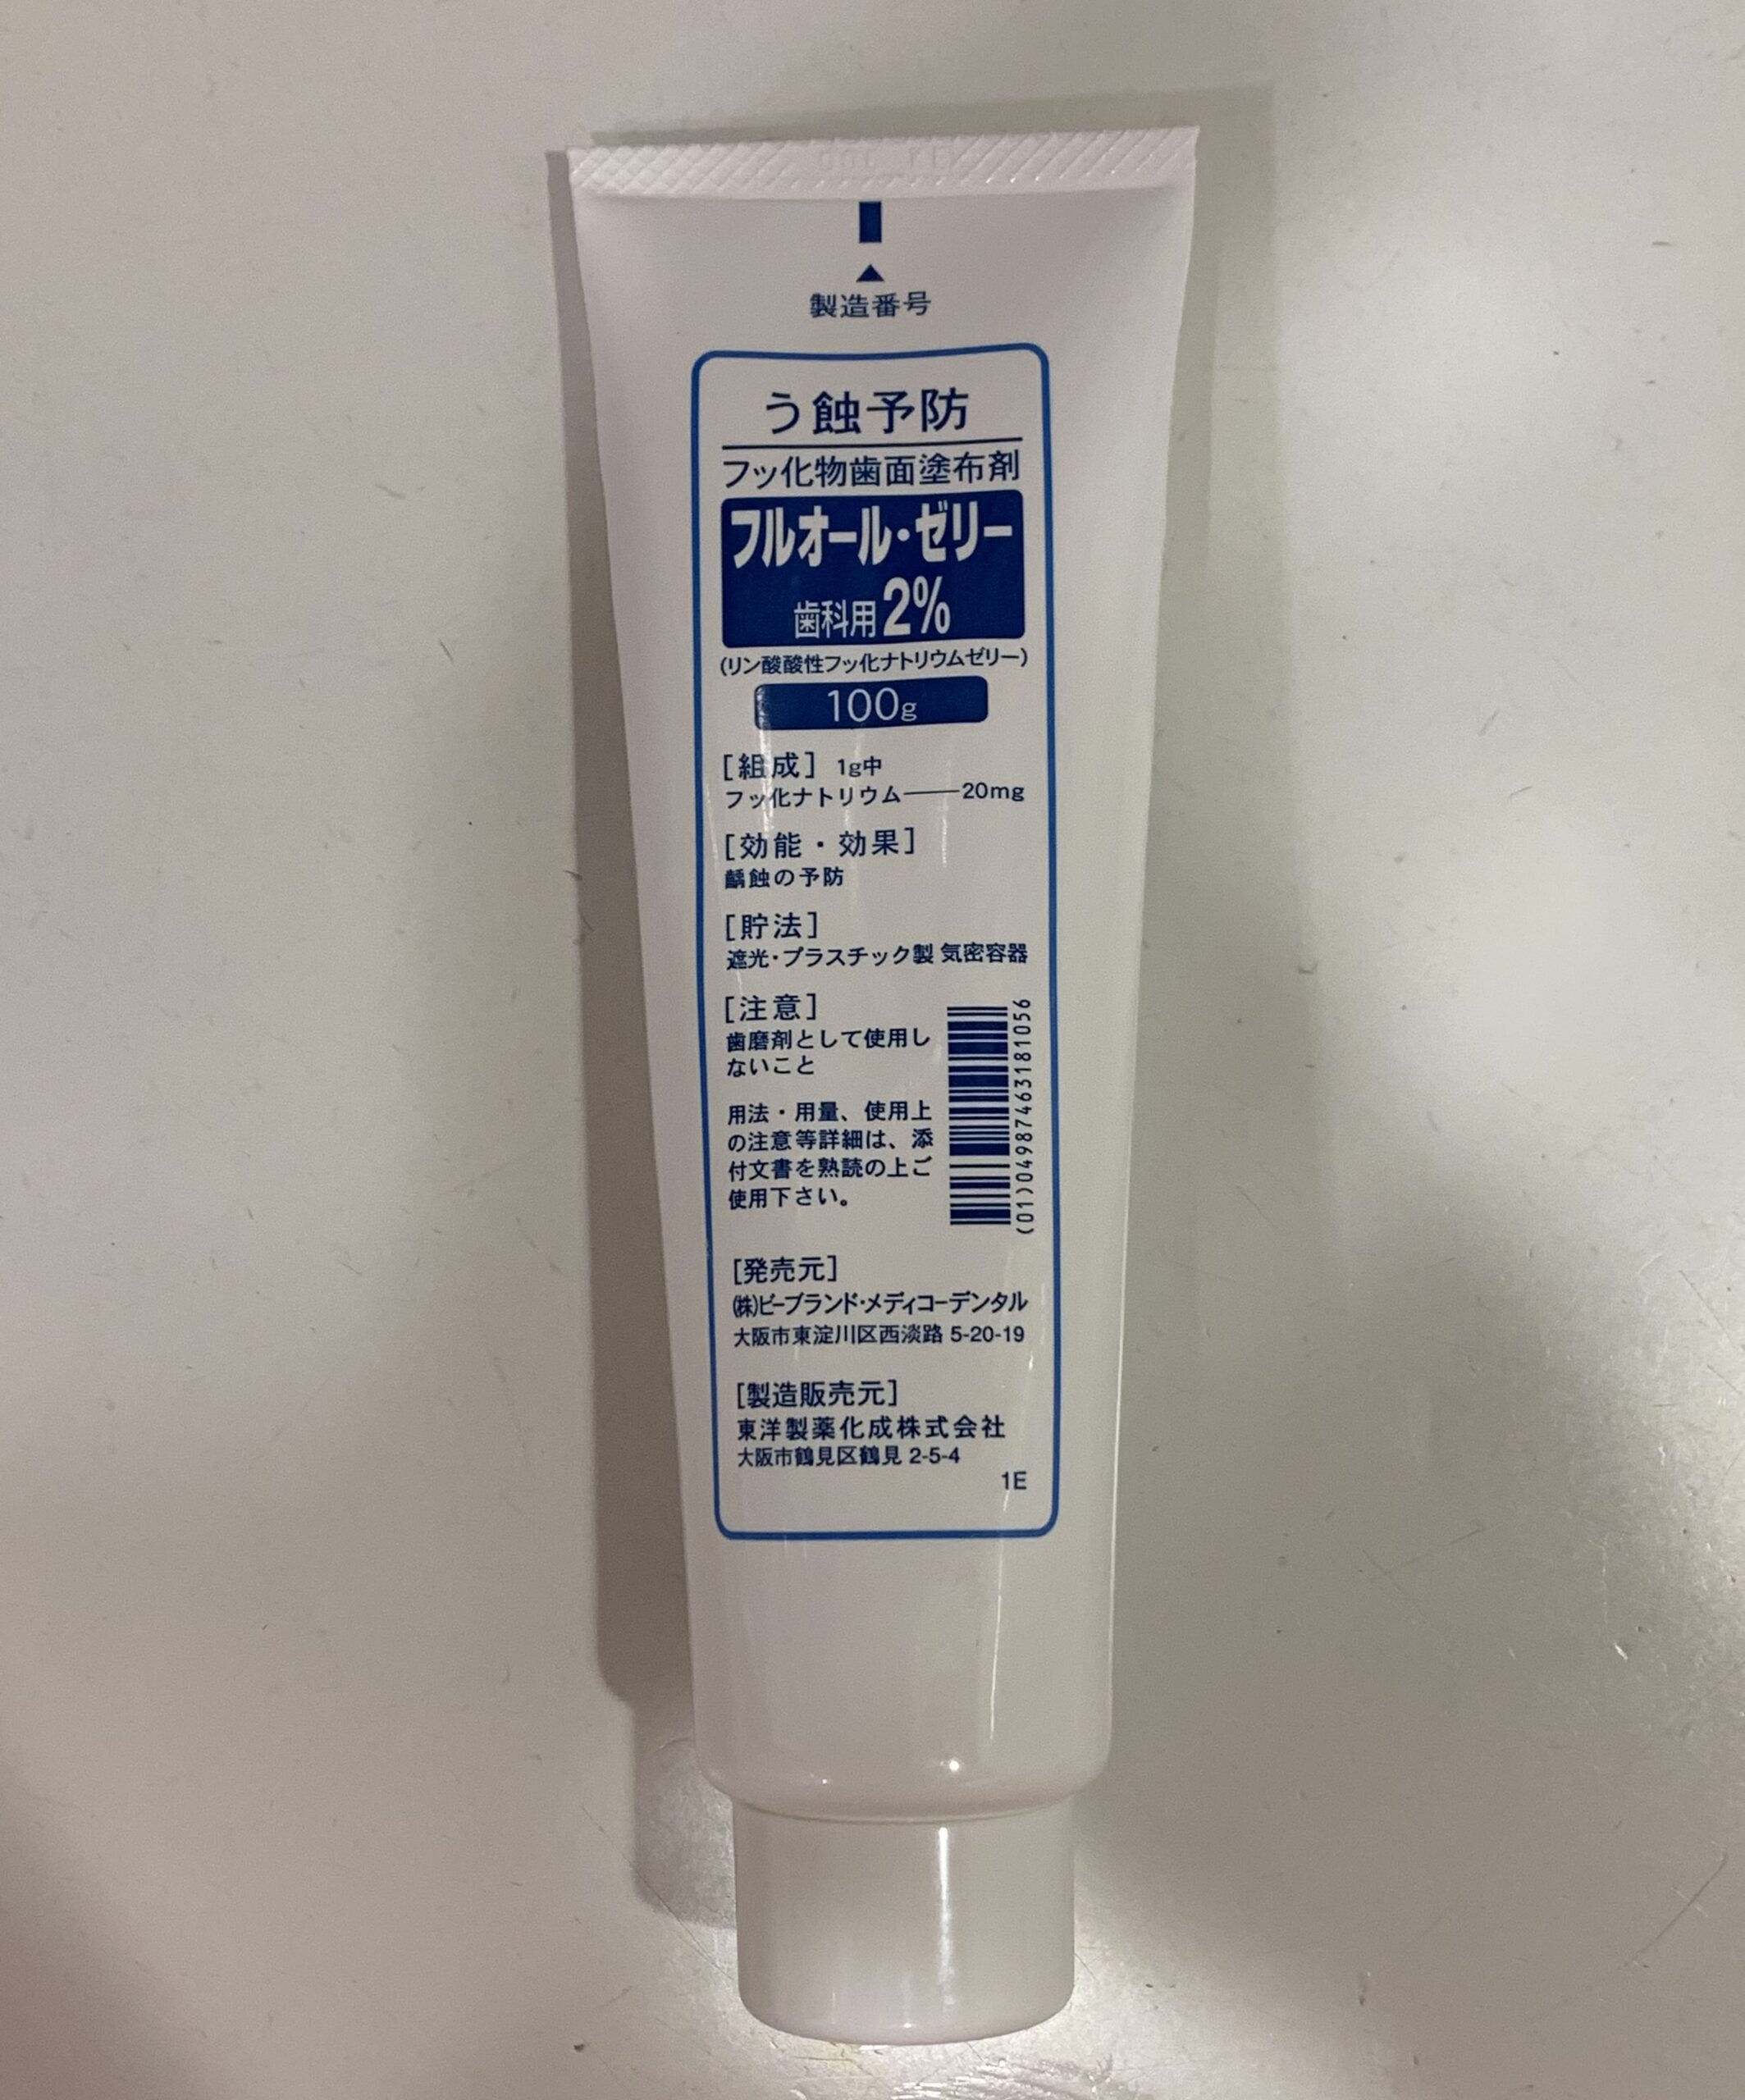 製造番号
う蝕予防
フッ化物歯面塗布剤
フルオール・ゼリー
歯科用2%
(リン酸酸性フッ化ナトリウムゼリー)
100g
[組成] 1g中
フッ化ナトリウム――20mg
[効能・効果]
齲蝕の予防
[貯法]
遮光・プラスチック製 気密容器
[注意]
歯磨剤として使用し
ないこと
用法・用量、使用上
の注意等詳細は、添
付文書を熟読の上ご
使用下さい。
(01)04987463181056
[発売元]
㈱ビーブランド・メディコーデンタル
大阪市東淀川区西淡路 5-20-19
[製造販売元]
東洋製薬化成株式会社
大阪市鶴見区鶴見 2-5-4
1E